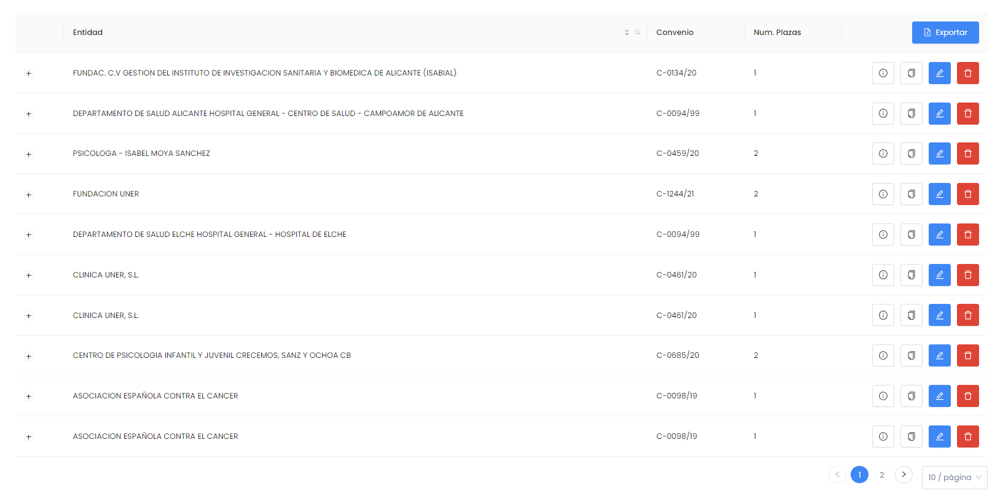 Entidad Convenio Num. Plazas Exportar
FUNDAC. C.V GESTION DEL INSTITUTO DE INVESTIGACION SANITARIA Y BIOMEDICA DE ALICANTE (ISABIAL) C-0134/20 1
DEPARTAMENTO DE SALUD ALICANTE HOSPITAL GENERAL - CENTRO DE SALUD - CAMPOAMOR DE ALICANTE C-0094/99 1
PSICOLOGA - ISABEL MOYA SANCHEZ C-0459/20 2
FUNDACION UNER C-1244/21 2
DEPARTAMENTO DE SALUD ELCHE HOSPITAL GENERAL - HOSPITAL DE ELCHE C-0094/99 1
CLINICA UNER, S.L. C-0461/20 1
CLINICA UNER, S.L. C-0461/20 1
CENTRO DE PSICOLOGIA INFANTIL Y JUVENIL CRECEMOS, SANZ Y OCHOA CB C-0685/20 2
ASOCIACION ESPAÑOLA CONTRA EL CANCER C-0098/19 1
ASOCIACION ESPAÑOLA CONTRA EL CANCER C-0098/19 1
1 2 10 / página